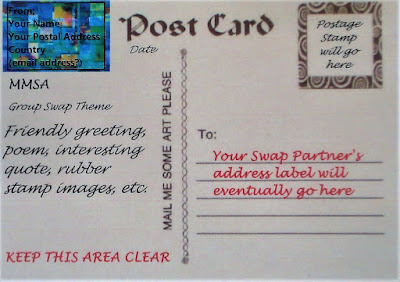 From:
Your Name
Your Postal Address
Country
(email address?)
Post Card
Date
Postage
Stamp
will go
here
MMSA
Group Swap Theme
Friendly greeting,
poem, interesting
quote, rubber
stamp images, etc.
KEEP THIS AREA CLEAR
MAIL ME SOME ART PLEASE
To:
Your Swap Partner's
address label will
eventually go here